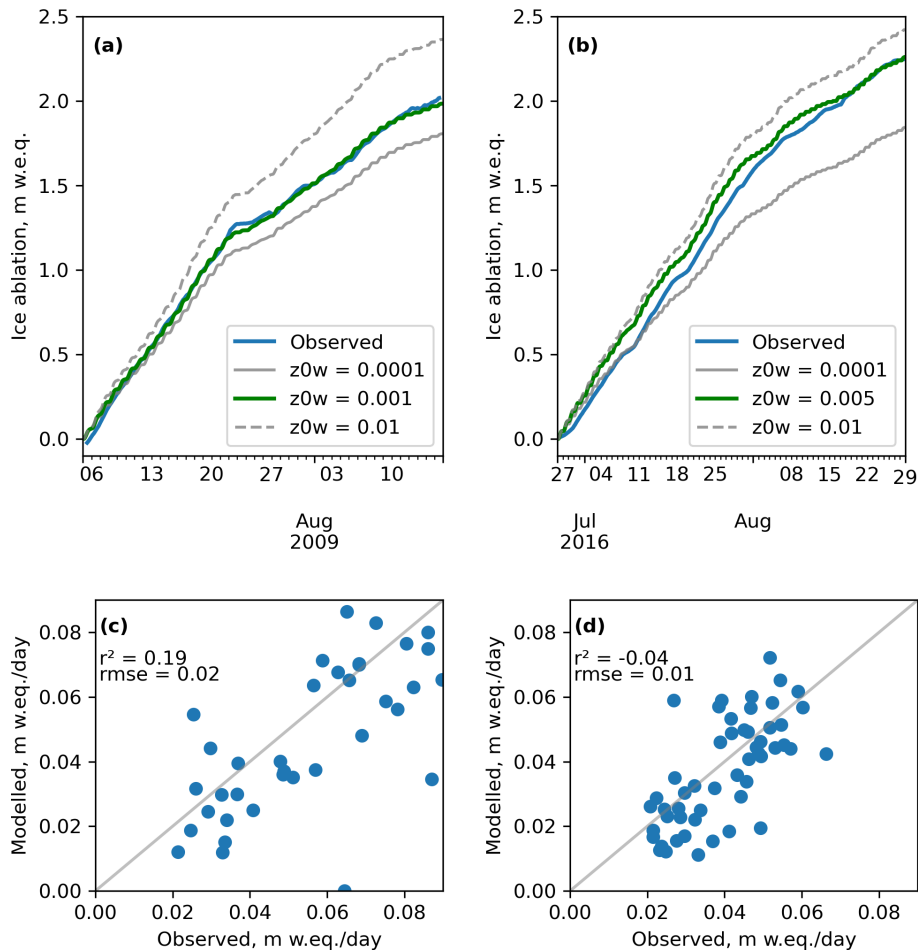 (a)
2.5
2.0
1.5
1.0
0.5
0.0
Ice ablation, m w.e.q.
Observed
z0w = 0.0001
z0w = 0.001
z0w = 0.01
06 13 20 27 03 10
Aug
2009
(b)
2.5
2.0
1.5
1.0
0.5
0.0
Ice ablation, m w.e.q.
Observed
z0w = 0.0001
z0w = 0.005
z0w = 0.01
27 04 11 18 25 08 15 22 29
Jul Aug
2016
(c)
r² = 0.19
rmse = 0.02
0.08
0.06
0.04
0.02
0.00
Modelled, m w.eq./day
0.00 0.02 0.04 0.06 0.08
Observed, m w.eq./day
(d)
r² = -0.04
rmse = 0.01
0.08
0.06
0.04
0.02
0.00
Modelled, m w.eq./day
0.00 0.02 0.04 0.06 0.08
Observed, m w.eq./day